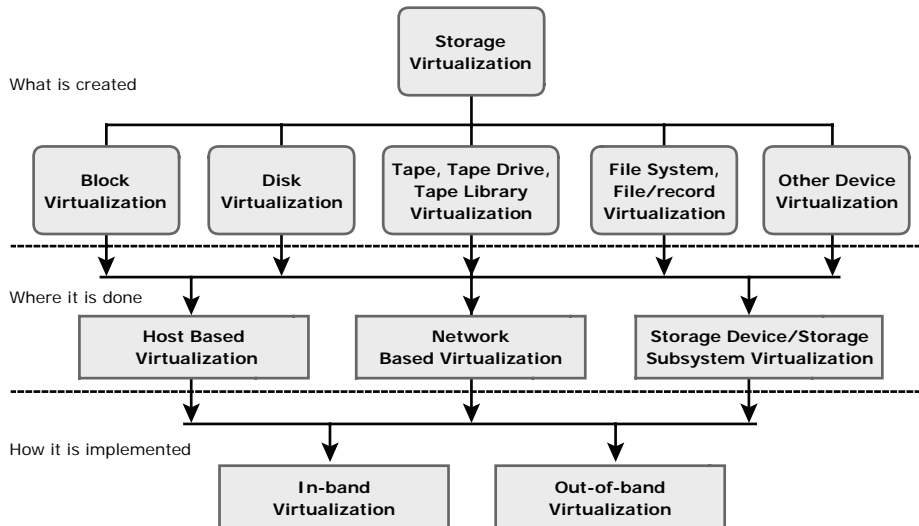 Storage
Virtualization
What is created
Block
Virtualization
Disk
Virtualization
Tape, Tape Drive,
Tape Library
Virtualization
File System,
File/record
Virtualization
Other Device
Virtualization
Where it is done
Host Based
Virtualization
Network
Based Virtualization
Storage Device/Storage
Subsystem Virtualization
How it is implemented
In-band
Virtualization
Out-of-band
Virtualization